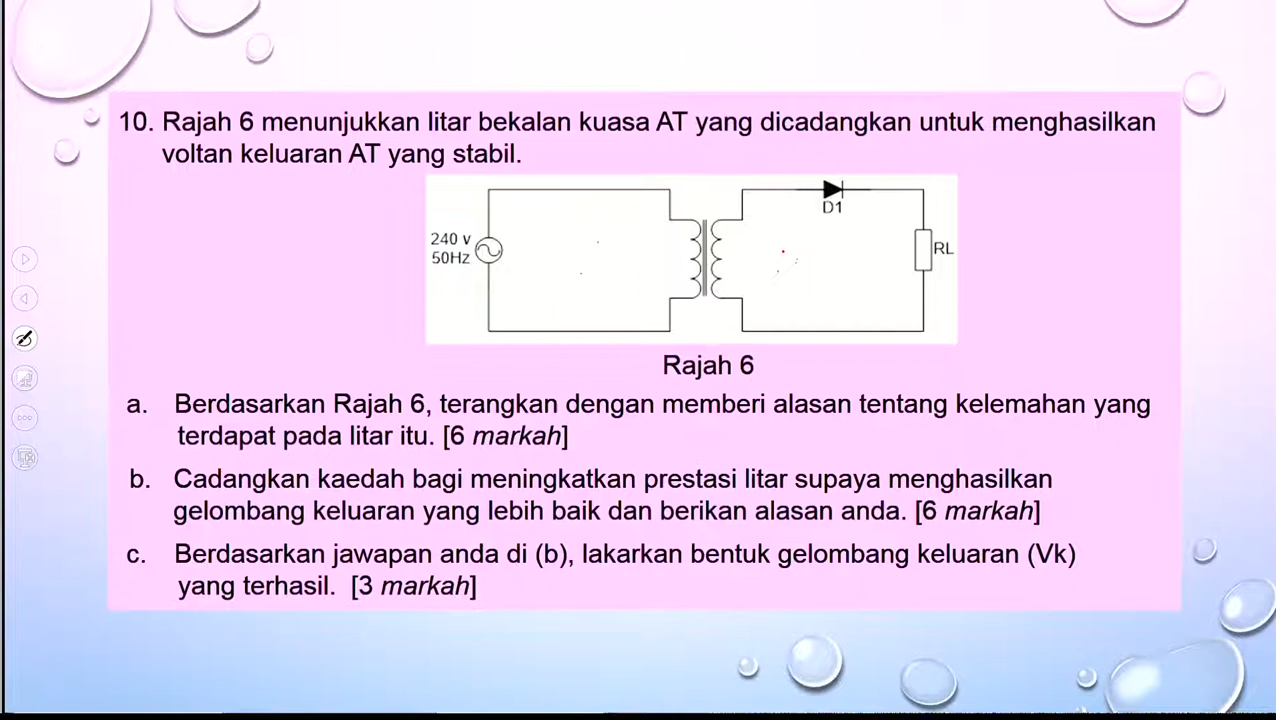 10. Rajah 6 menunjukkan litar bekalan kuasa AT yang dicadangkan untuk menghasilkan
voltan keluaran AT yang stabil.
D1
240 v
50Hz
RL
Rajah 6
a. Berdasarkan Rajah 6, terangkan dengan memberi alasan tentang kelemahan yang
terdapat pada litar itu. [6 markah]
b. Cadangkan kaedah bagi meningkatkan prestasi litar supaya menghasilkan
gelombang keluaran yang lebih baik dan berikan alasan anda. [6 markah]
c. Berdasarkan jawapan anda di (b), lakarkan bentuk gelombang keluaran (Vk)
yang terhasil. [3 markah]